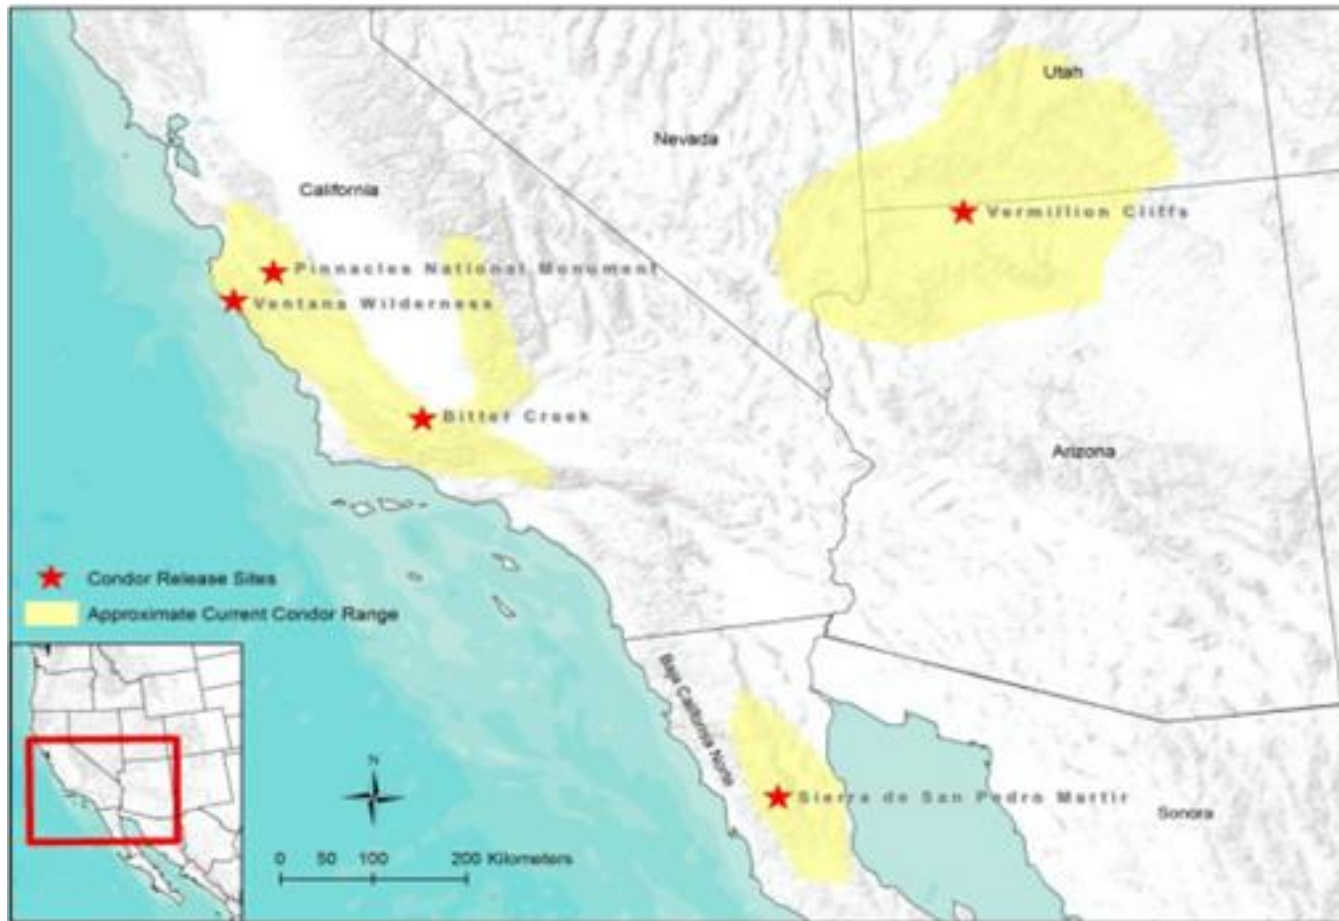 Utah
Nevada
California
Vermillion Cliffs
Pinnacles National Monument
Ventana Wilderness
Bitter Creek
Arizona
Condor Release Sites
Approximate Current Condor Range
Baja California Norte
N
Sierra de San Pedro Martir
Sonora
0 50 100 200 Kilometers